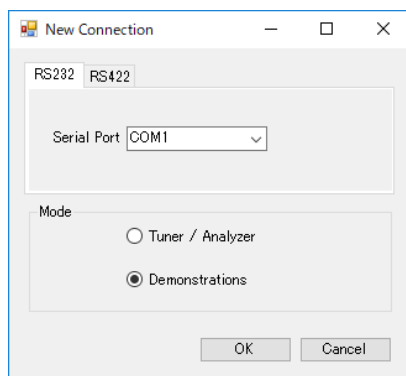 New Connection
RS232 RS422
Serial Port COM1
Mode
Tuner / Analyzer
Demonstrations
OK Cancel